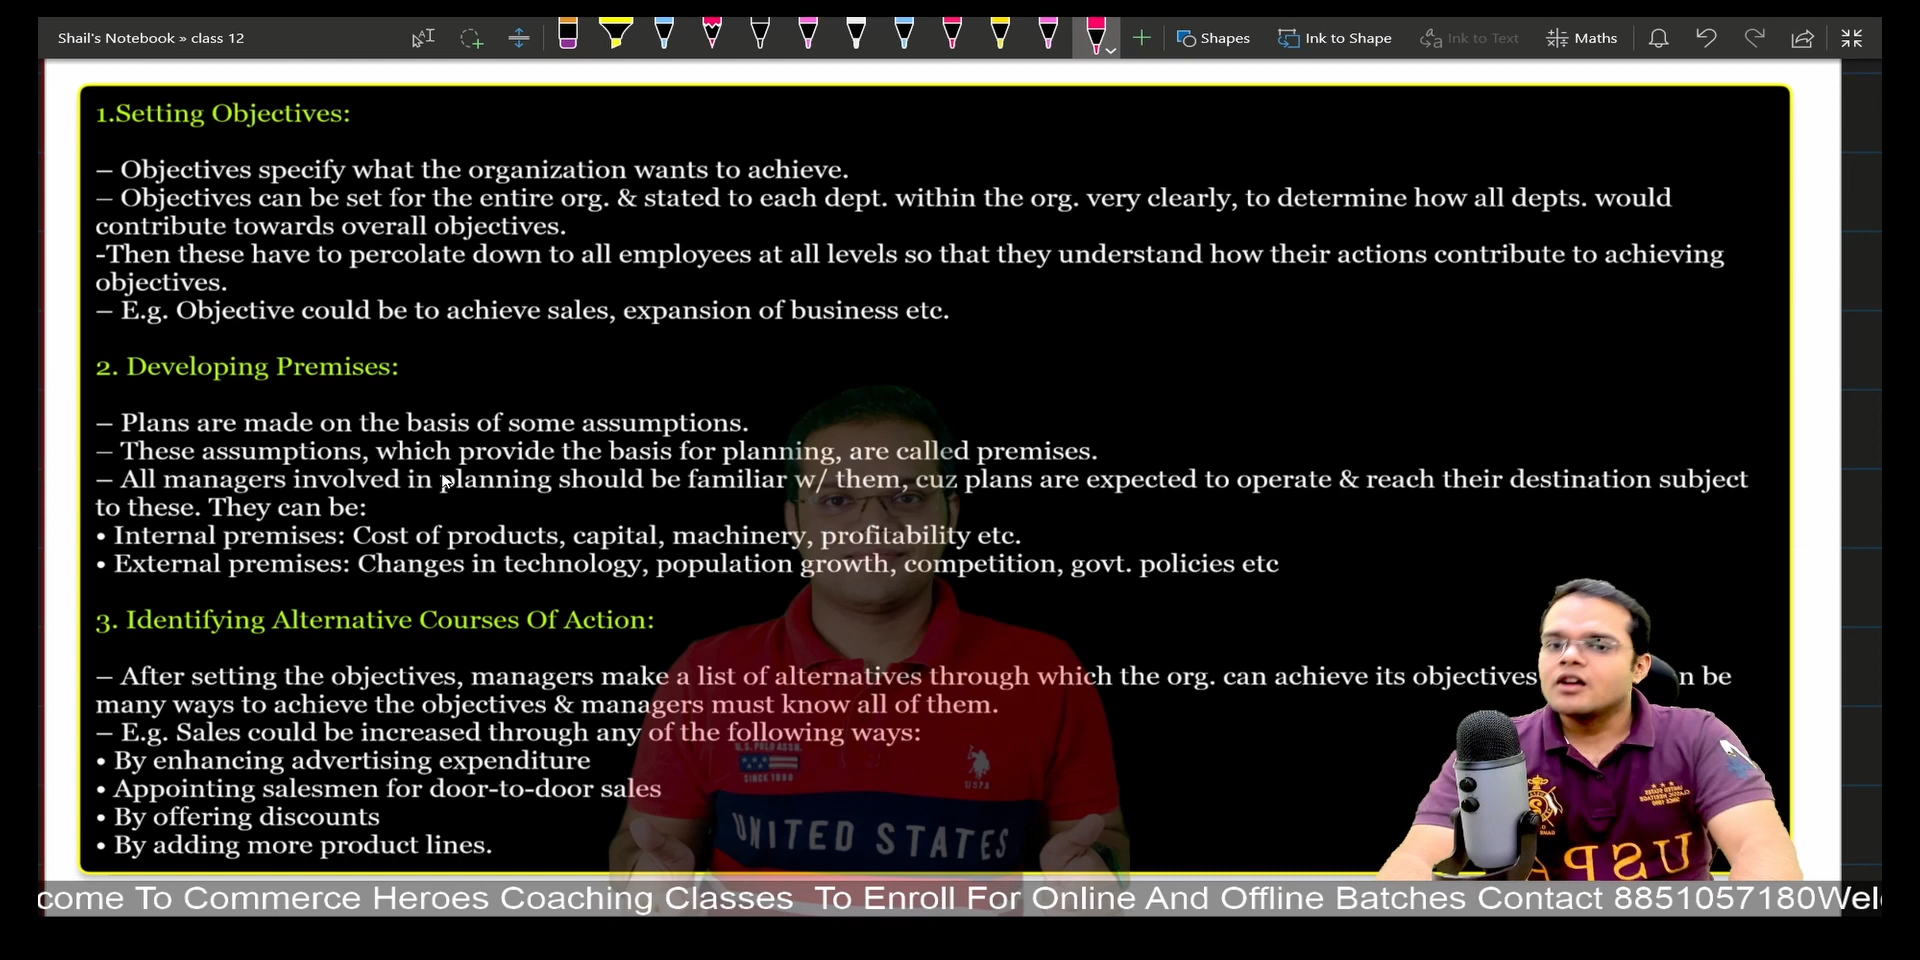 Shail's Notebook » class 12
Shapes
Ink to Shape
Ink to Text
Maths
1.Setting Objectives:
– Objectives specify what the organization wants to achieve.
– Objectives can be set for the entire org. & stated to each dept. within the org. very clearly, to determine how all depts. would
contribute towards overall objectives.
-Then these have to percolate down to all employees at all levels so that they understand how their actions contribute to achieving
objectives.
– E.g. Objective could be to achieve sales, expansion of business etc.
2. Developing Premises:
– Plans are made on the basis of some assumptions.
– These assumptions, which provide the basis for planning, are called premises.
– All managers involved in planning should be familiar w/ them, cuz plans are expected to operate & reach their destination subject
to these. They can be:
• Internal premises: Cost of products, capital, machinery, profitability etc.
• External premises: Changes in technology, population growth, competition, govt. policies etc
3. Identifying Alternative Courses Of Action:
– After setting the objectives, managers make a list of alternatives through which the org. can achieve its objectives n be
many ways to achieve the objectives & managers must know all of them.
– E.g. Sales could be increased through any of the following ways:
• By enhancing advertising expenditure
• Appointing salesmen for door-to-door sales
• By offering discounts
• By adding more product lines.
U.S. POLO ASSN.
SINCE 1890
USPA
UNITED STATES
USP
come To Commerce Heroes Coaching Classes To Enroll For Online And Offline Batches Contact 8851057180Wel